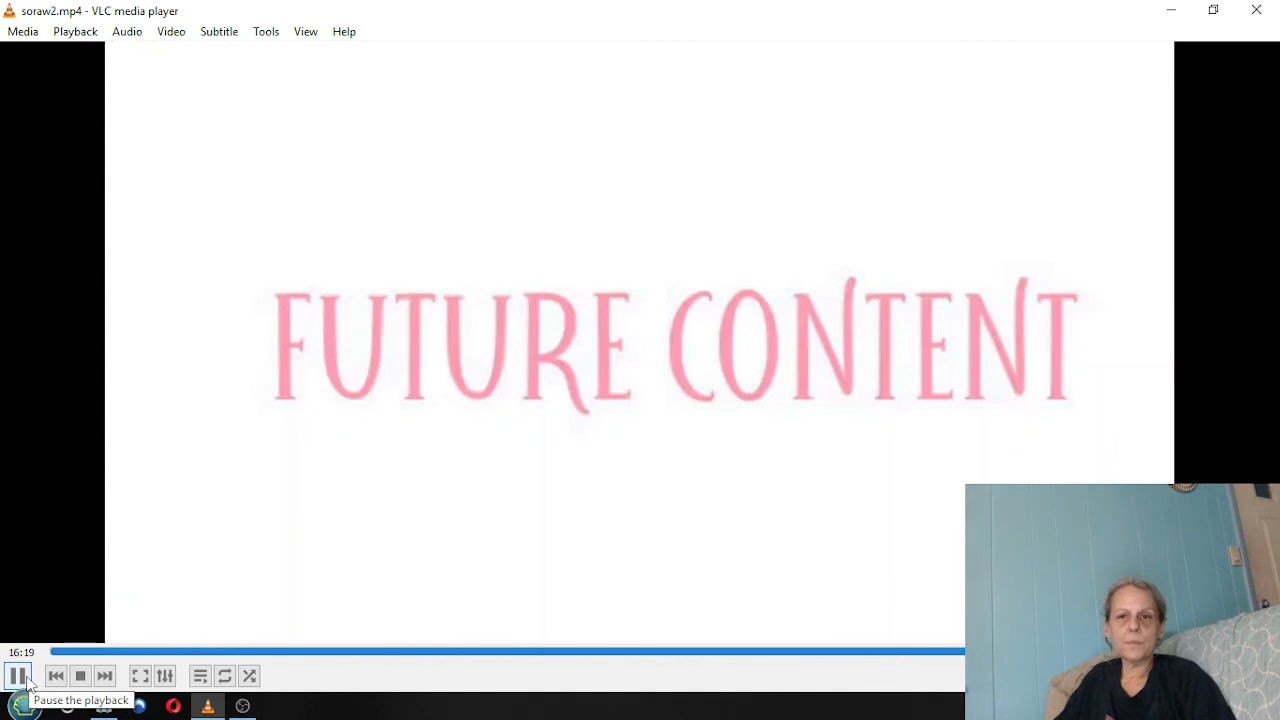 soraw2.mp4 - VLC media player
Media Playback Audio Video Subtitle Tools View Help
FUTURE CONTENT
16:19
Pause the playback